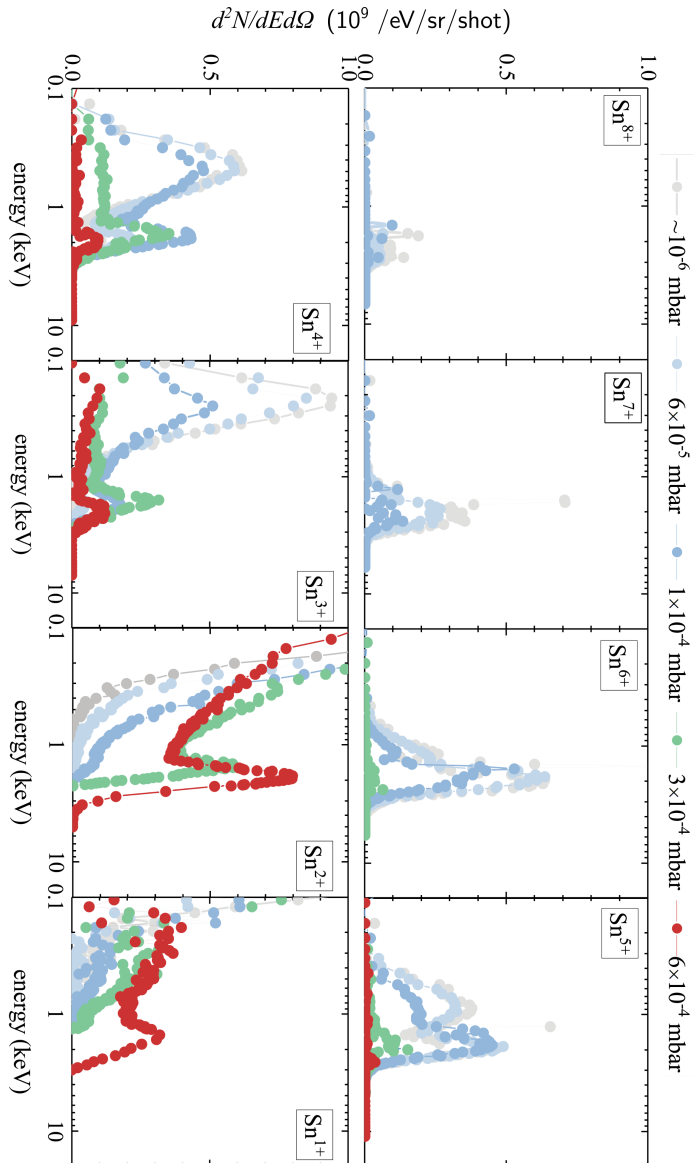 ~10⁻⁶ mbar 6×10⁻⁵ 1×10⁻⁴ mbar 3×10⁻⁴ mbar 6×10⁻⁴ mbar
d²N/dEdΩ (10⁹ /eV/sr/shot)
1.0
0.5
0.0
Sn⁸⁺
Sn⁷⁺
Sn⁶⁺
Sn⁵⁺
1.0
0.5
0.0
Sn⁴⁺
Sn³⁺
Sn²⁺
Sn¹⁺
0.1 1 10 0.1 1 10 0.1 1 10 0.1 1 10
energy (keV) energy (keV) energy (keV) energy (keV)